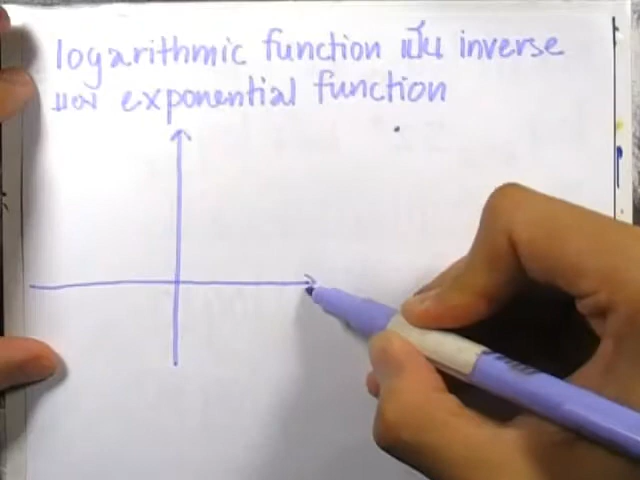 logarithmic function เป็น inverse
ของ exponential function